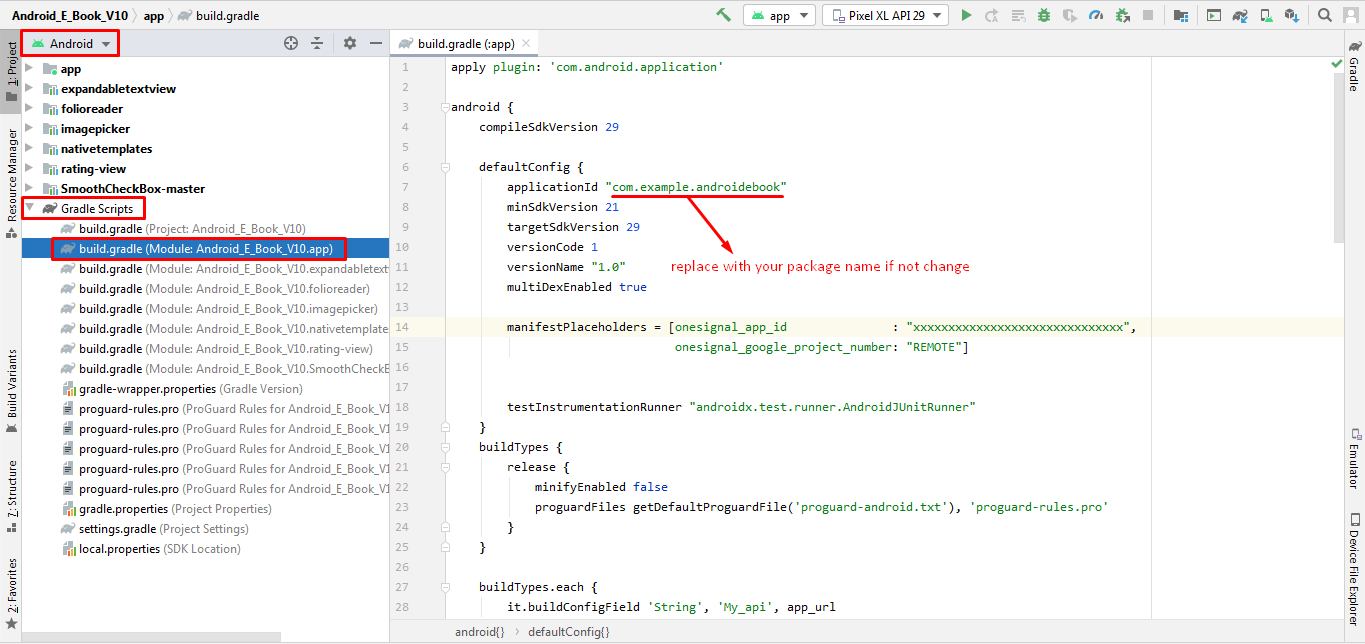 Android_E_Book_V10 app build.gradle
app Pixel XL API 29
1: Project
Resource Manager
Build Variants
7: Structure
2: Favorites
Android
app
expandabletextview
folioreader
imagepicker
nativetemplates
rating-view
SmoothCheckBox-master
Gradle Scripts
build.gradle (Project: Android_E_Book_V10)
build.gradle (Module: Android_E_Book_V10.app)
build.gradle (Module: Android_E_Book_V10.expandabletext
build.gradle (Module: Android_E_Book_V10.folioreader)
build.gradle (Module: Android_E_Book_V10.imagepicker)
build.gradle (Module: Android_E_Book_V10.nativetemplate
build.gradle (Module: Android_E_Book_V10.rating-view)
build.gradle (Module: Android_E_Book_V10.SmoothCheckB
gradle-wrapper.properties (Gradle Version)
proguard-rules.pro (ProGuard Rules for Android_E_Book_V1
proguard-rules.pro (ProGuard Rules for Android_E_Book_V1
proguard-rules.pro (ProGuard Rules for Android_E_Book_V1
proguard-rules.pro (ProGuard Rules for Android_E_Book_V1
proguard-rules.pro (ProGuard Rules for Android_E_Book_V1
gradle.properties (Project Properties)
settings.gradle (Project Settings)
local.properties (SDK Location)
build.gradle (:app)
1 apply plugin: 'com.android.application'
2
3 android {
4 compileSdkVersion 29
5
6 defaultConfig {
7 applicationId "com.example.androidebook"
8 minSdkVersion 21
9 targetSdkVersion 29
10 versionCode 1
11 versionName "1.0"
replace with your package name if not change
12 multiDexEnabled true
13
14 manifestPlaceholders = [onesignal_app_id : "xxxxxxxxxxxxxxxxxxxxxxxxxxxxxx",
15 onesignal_google_project_number: "REMOTE"]
16
17
18 testInstrumentationRunner "androidx.test.runner.AndroidJUnitRunner"
19 }
20 buildTypes {
21 release {
22 minifyEnabled false
23 proguardFiles getDefaultProguardFile('proguard-android.txt'), 'proguard-rules.pro'
24 }
25 }
26
27 buildTypes.each {
28 it.buildConfigField 'String', 'My_api', app_url
android{} defaultConfig{}
Gradle
Emulator
Device File Explorer